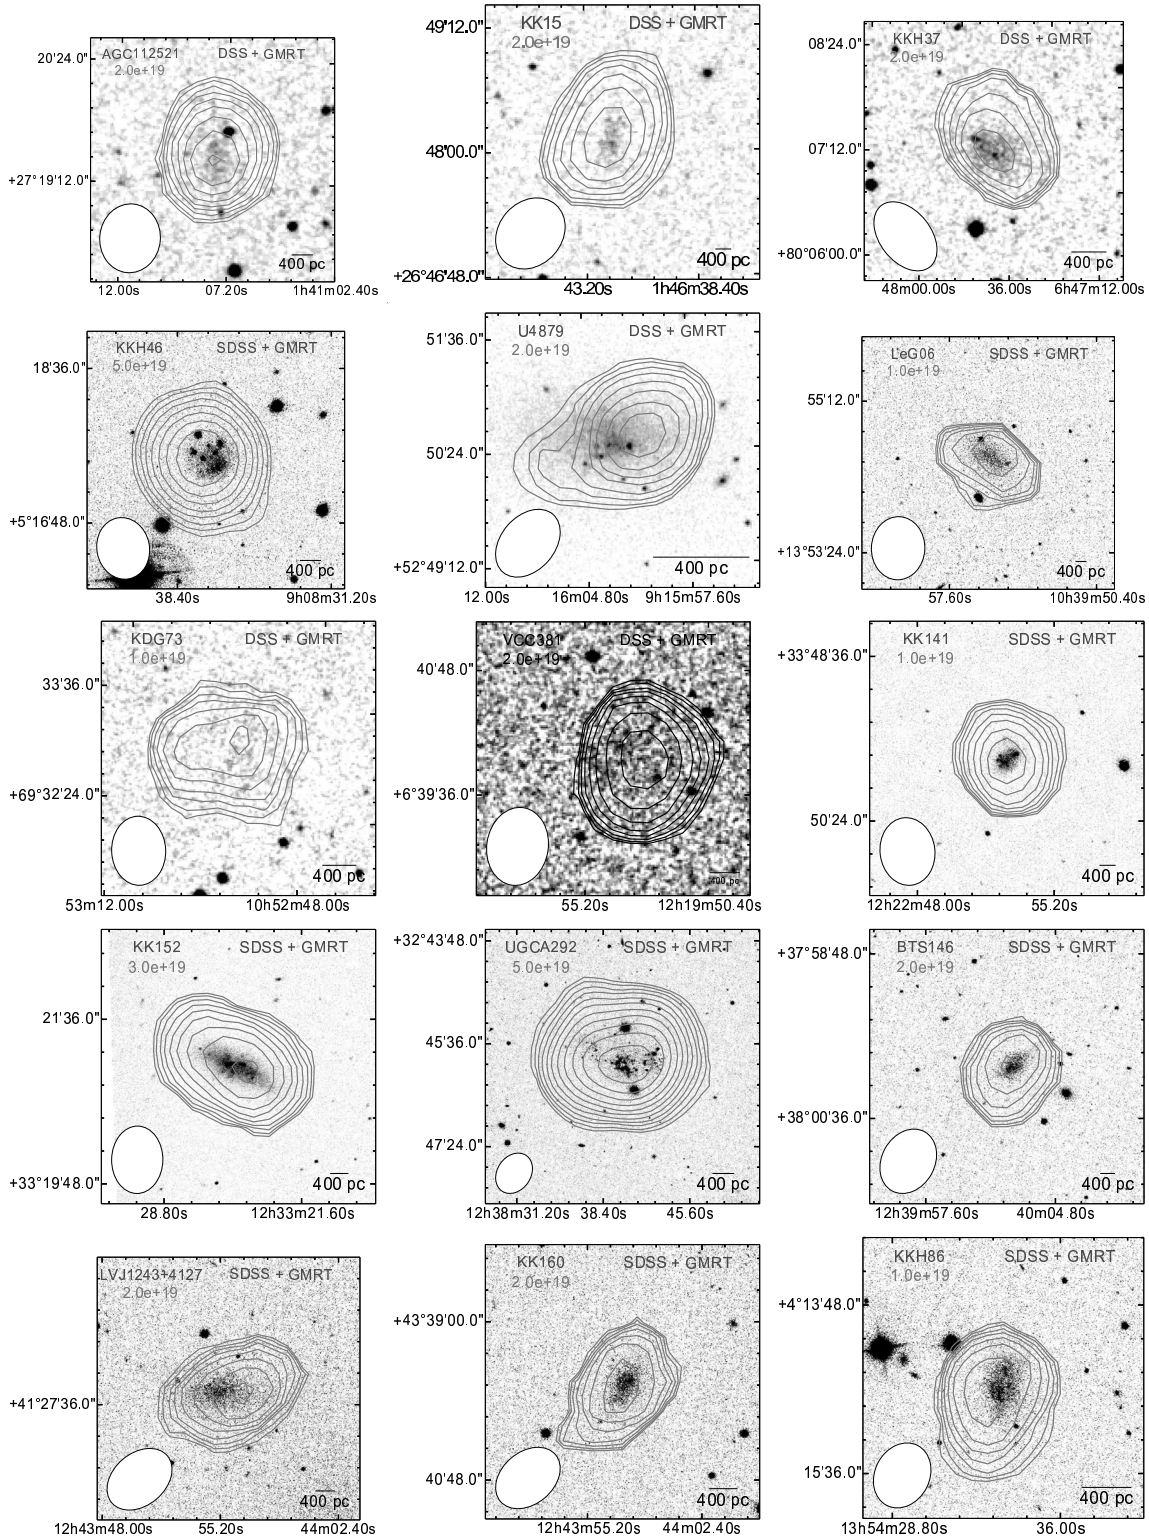 AGC112521 DSS + GMRT
2.0e+19
20'24.0"
+27°19'12.0"
400 pc
12.00s 07.20s 1h41m02.40s
KK15 DSS + GMRT
2.0e+19
49'12.0"
48'00.0"
+26°46'48.0"
400 pc
43.20s 1h46m38.40s
KKH37 DSS + GMRT
2.0e+19
08'24.0"
07'12.0"
+80°06'00.0"
400 pc
48m00.00s 36.00s 6h47m12.00s
KKH46 SDSS + GMRT
5.0e+19
18'36.0"
+5°16'48.0"
400 pc
38.40s 9h08m31.20s
U4879 DSS + GMRT
2.0e+19
51'36.0"
50'24.0"
+52°49'12.0"
400 pc
12.00s 16m04.80s 9h15m57.60s
LeG06 SDSS + GMRT
1.0e+19
55'12.0"
+13°53'24.0"
400 pc
57.60s 10h39m50.40s
KDG73 DSS + GMRT
1.0e+19
33'36.0"
+69°32'24.0"
400 pc
53m12.00s 10h52m48.00s
VCC381 DSS + GMRT
2.0e+19
40'48.0"
+6°39'36.0"
400 pc
55.20s 12h19m50.40s
KK141 SDSS + GMRT
1.0e+19
+33°48'36.0"
50'24.0"
400 pc
12h22m48.00s 55.20s
KK152 SDSS + GMRT
3.0e+19
21'36.0"
+33°19'48.0"
400 pc
28.80s 12h33m21.60s
UGCA292 SDSS + GMRT
5.0e+19
+32°43'48.0"
45'36.0"
47'24.0"
400 pc
12h38m31.20s 38.40s 45.60s
BTS146 SDSS + GMRT
2.0e+19
+37°58'48.0"
+38°00'36.0"
400 pc
12h39m57.60s 40m04.80s
LVJ1243+4127 SDSS + GMRT
2.0e+19
+41°27'36.0"
400 pc
12h43m48.00s 55.20s 44m02.40s
KK160 SDSS + GMRT
2.0e+19
+43°39'00.0"
40'48.0"
400 pc
12h43m55.20s 44m02.40s
KKH86 SDSS + GMRT
1.0e+19
+4°13'48.0"
15'36.0"
400 pc
13h54m28.80s 36.00s